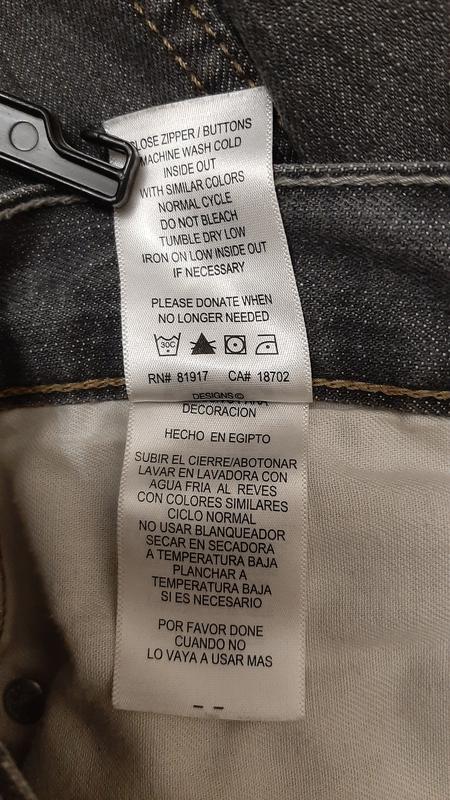 LOSE ZIPPER / BUTTONS
MACHINE WASH COLD
INSIDE OUT
WITH SIMILAR COLORS
NORMAL CYCLE
DO NOT BLEACH
TUMBLE DRY LOW
IRON ON LOW INSIDE OUT
IF NECESSARY
PLEASE DONATE WHEN
NO LONGER NEEDED
30C
RN# 81917 CA# 18702
DESIGNS ©
DECORACION
HECHO EN EGIPTO
SUBIR EL CIERRE/ABOTONAR
LAVAR EN LAVADORA CON
AGUA FRIA AL REVES
CON COLORES SIMILARES
CICLO NORMAL
NO USAR BLANQUEADOR
SECAR EN SECADORA
A TEMPERATURA BAJA
PLANCHAR A
TEMPERATURA BAJA
SI ES NECESARIO
POR FAVOR DONE
CUANDO NO
LO VAYA A USAR MAS